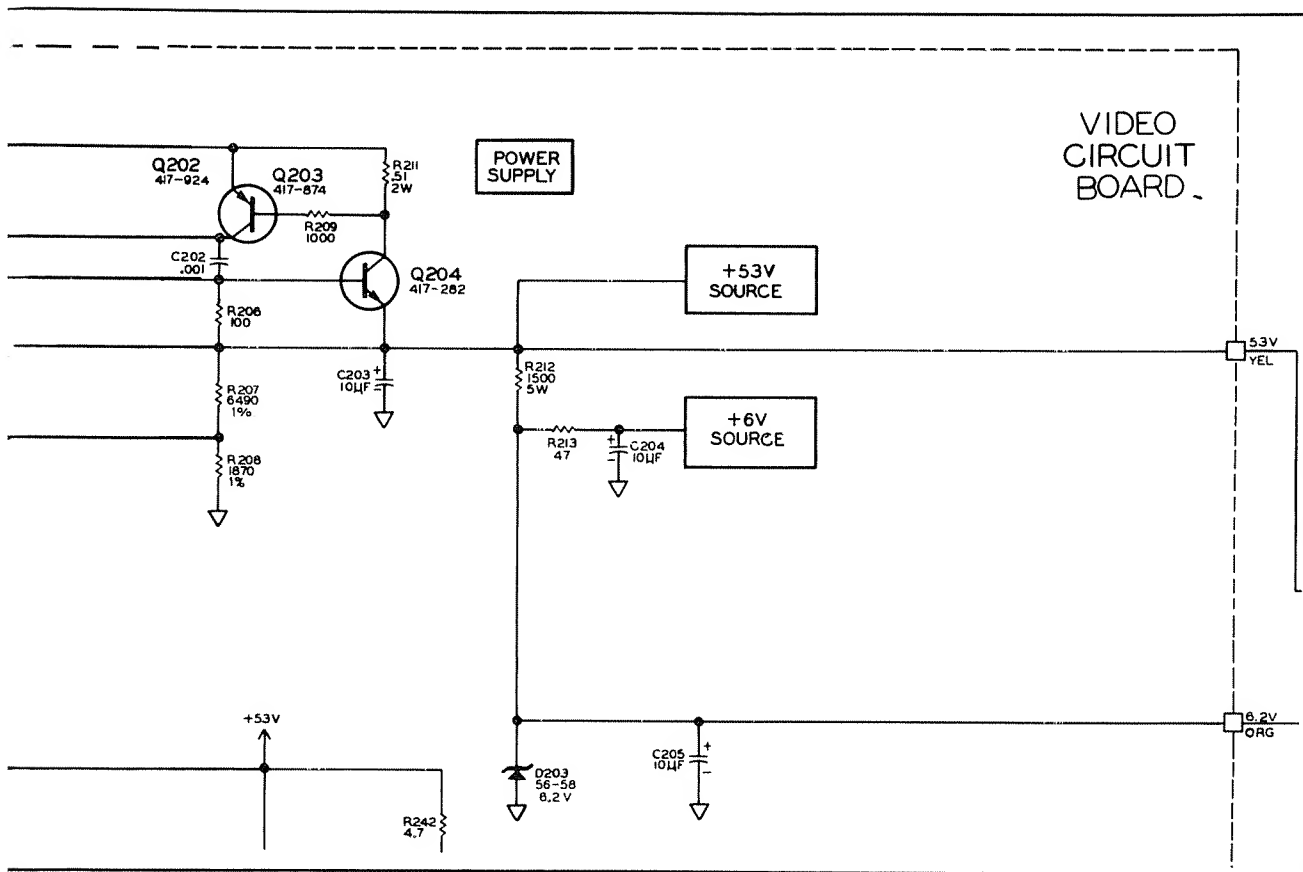 VIDEO
CIRCUIT
BOARD
POWER
SUPPLY
Q202
417-924
Q203
417-874
R211
.51
2W
R209
1000
C202
.001
Q204
417-282
+53V
SOURCE
R206
100
53V
YEL
R207
6490
1%
C203
10µF
+
-
R212
1500
5W
+6V
SOURCE
R213
47
+
-
C204
10µF
R208
1870
1%
+53V
6.2V
ORG
D203
56-58
6.2V
C205
10µF
+
-
R242
4.7